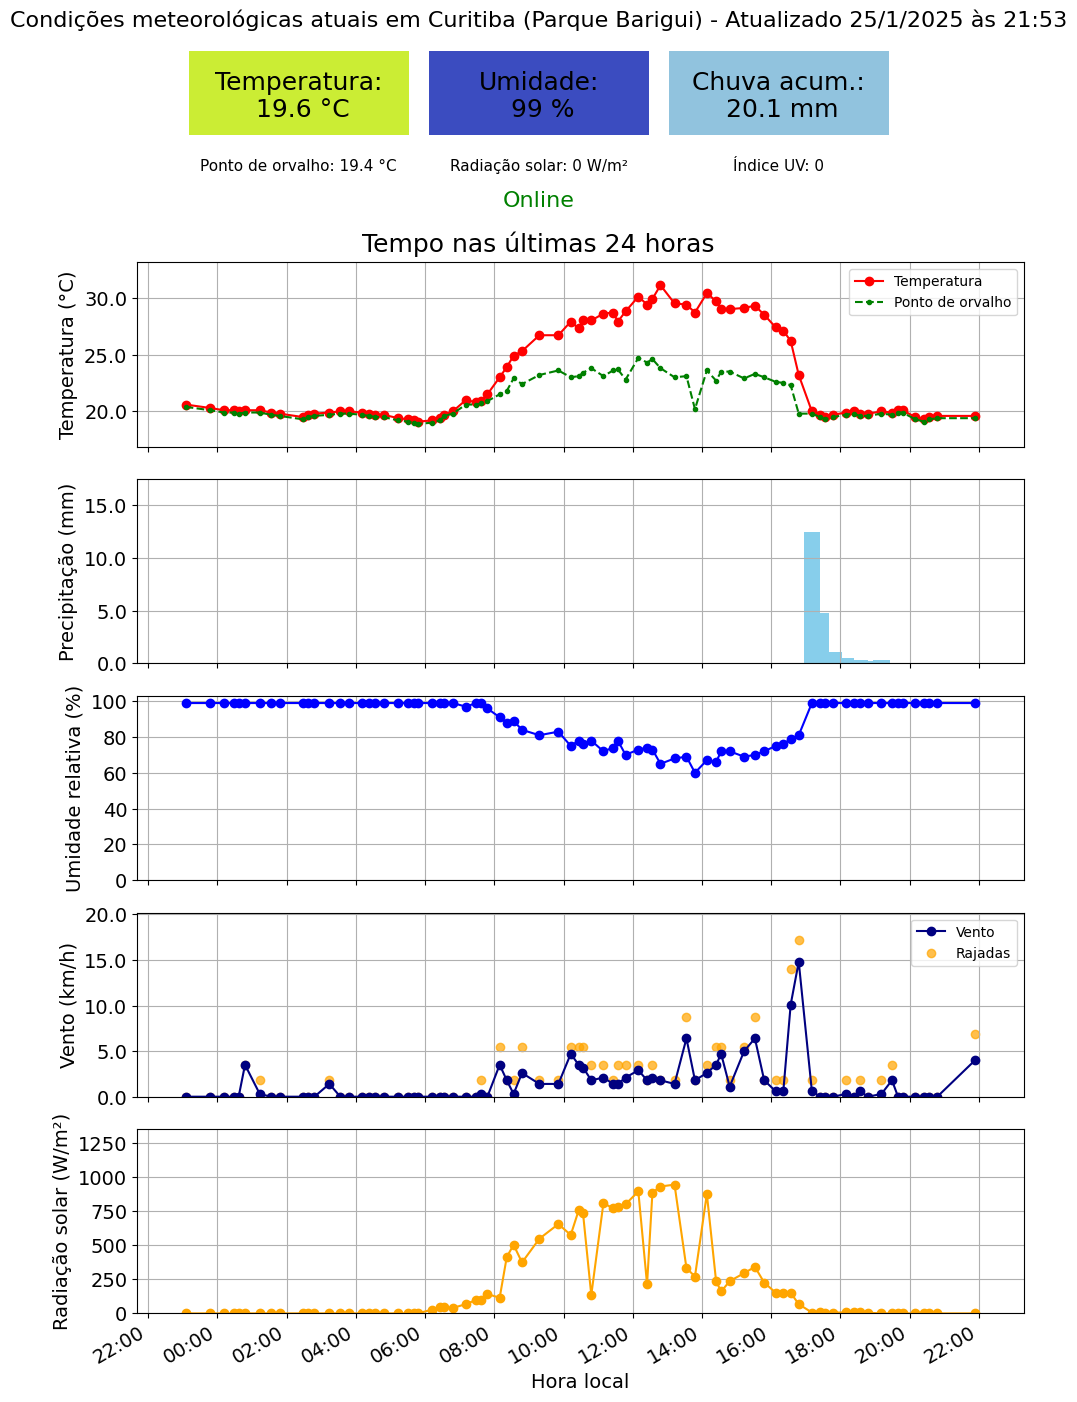 Condições meteorológicas atuais em Curitiba (Parque Barigui) - Atualizado 25/1/2025 às 21:53
Temperatura:
19.6 °C
Umidade:
99 %
Chuva acum.:
20.1 mm
Ponto de orvalho: 19.4 °C
Radiação solar: 0 W/m²
Índice UV: 0
Online
Tempo nas últimas 24 horas
Temperatura (°C)
30.0
25.0
20.0
Temperatura
Ponto de orvalho
Precipitação (mm)
15.0
10.0
5.0
0.0
Umidade relativa (%)
100
80
60
40
20
0
Vento (km/h)
20.0
15.0
10.0
5.0
0.0
Vento
Rajadas
Radiação solar (W/m²)
1250
1000
750
500
250
0
22:00 00:00 02:00 04:00 06:00 08:00 10:00 12:00 14:00 16:00 18:00 20:00 22:00
Hora local